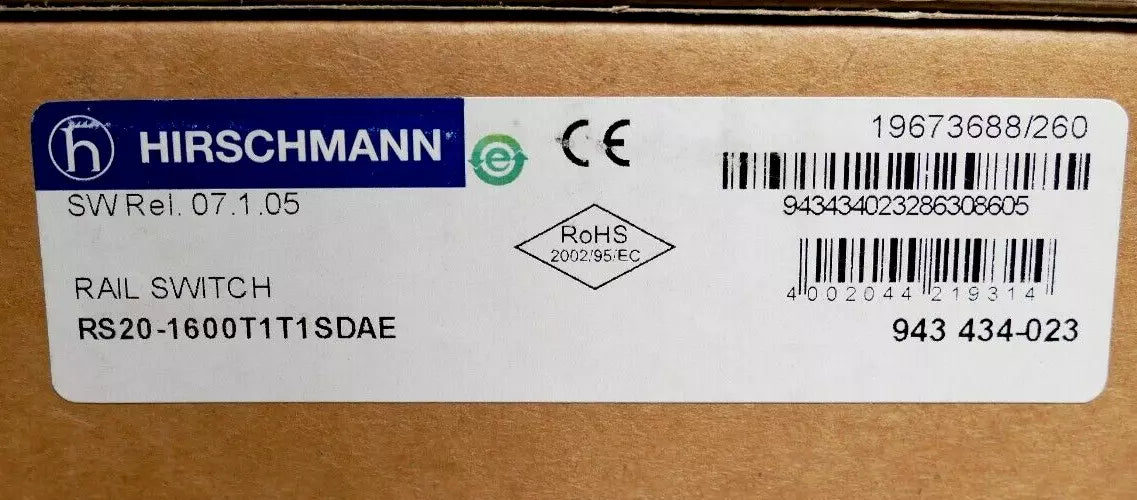 h HIRSCHMANN
e
CE
19673688/260
943434023286308605
SW Rel. 07.1.05
RoHS
2002/95/EC
4 002044 219314
RAIL SWITCH
RS20-1600T1T1SDAE
943 434-023